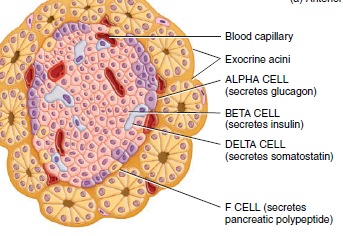 (a) Anterior
Blood capillary
Exocrine acini
ALPHA CELL
(secretes glucagon)
BETA CELL
(secretes insulin)
DELTA CELL
(secretes somatostatin)
F CELL (secretes
pancreatic polypeptide)